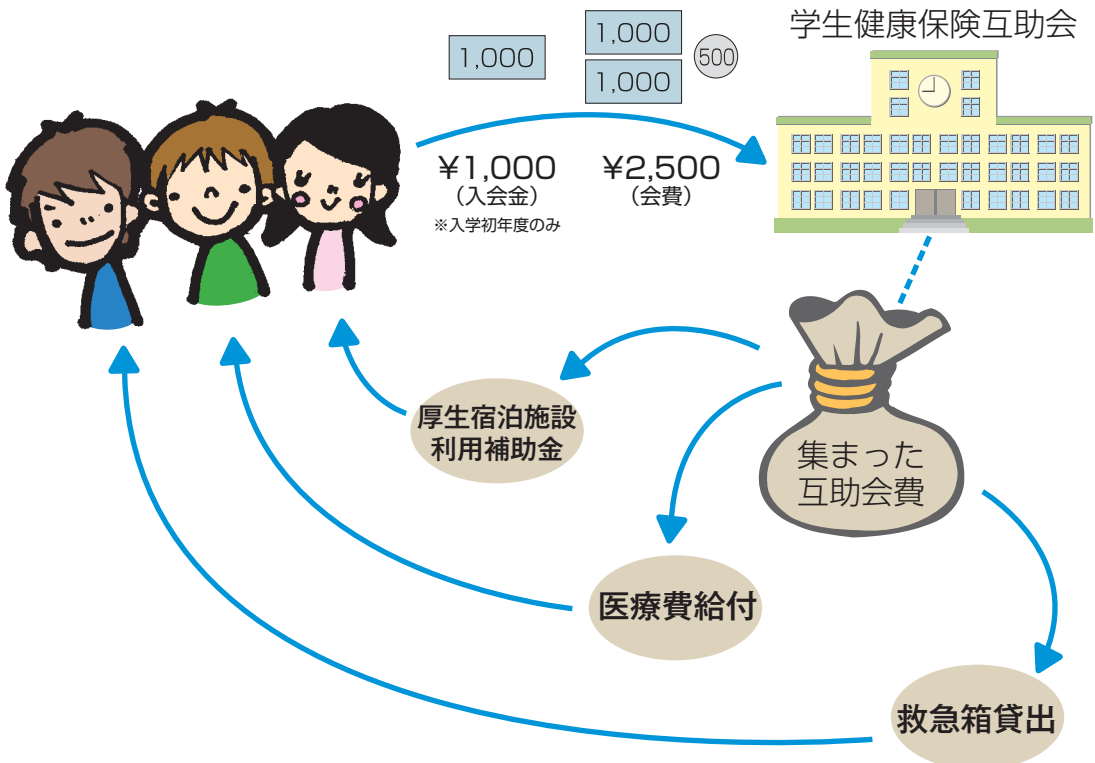 学生健康保険互助会
1,000
1,000
1,000
500
¥1,000
(入会金)
※入学初年度のみ
¥2,500
(会費)
厚生宿泊施設
利用補助金
集まった
互助会費
医療費給付
救急箱貸出